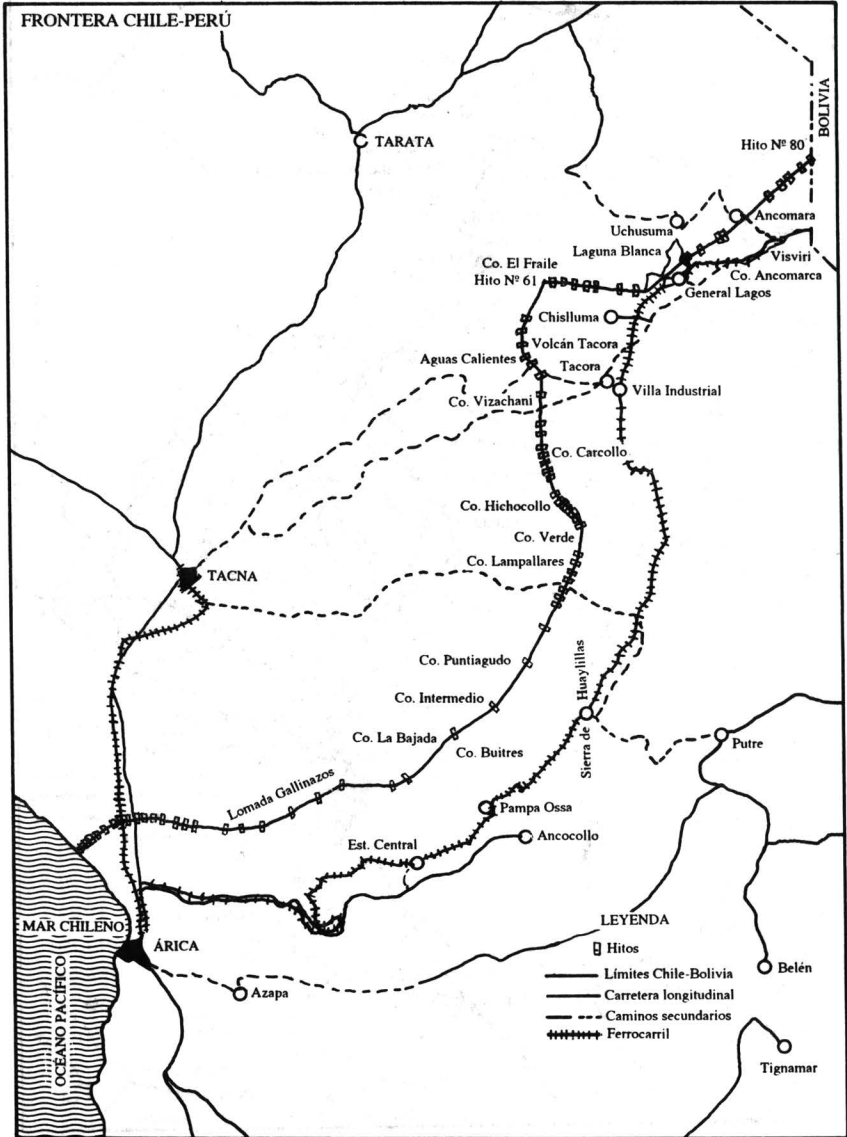 FRONTERA CHILE-PERÚ
BOLIVIA
TARATA
Hito Nº 80
Uchusuma
Ancomara
Laguna Blanca
Visviri
Co. El Fraile
Hito Nº 61
Co. Ancomarca
General Lagos
Chislluma
Volcán Tacora
Aguas Calientes
Tacora
Villa Industrial
Co. Vizachani
Co. Carcollo
Co. Hichocollo
Co. Verde
Co. Lampallares
TACNA
Co. Puntiagudo
Co. Intermedio
Sierra de Huaylillas
Co. La Bajada
Co. Buitres
Putre
Lomada Gallinazos
Pampa Ossa
Est. Central
Ancocollo
MAR CHILENO
ÁRICA
OCÉANO PACÍFICO
Azapa
LEYENDA
Hitos
Límites Chile-Bolivia
Carretera longitudinal
Caminos secundarios
Ferrocarril
Belén
Tignamar